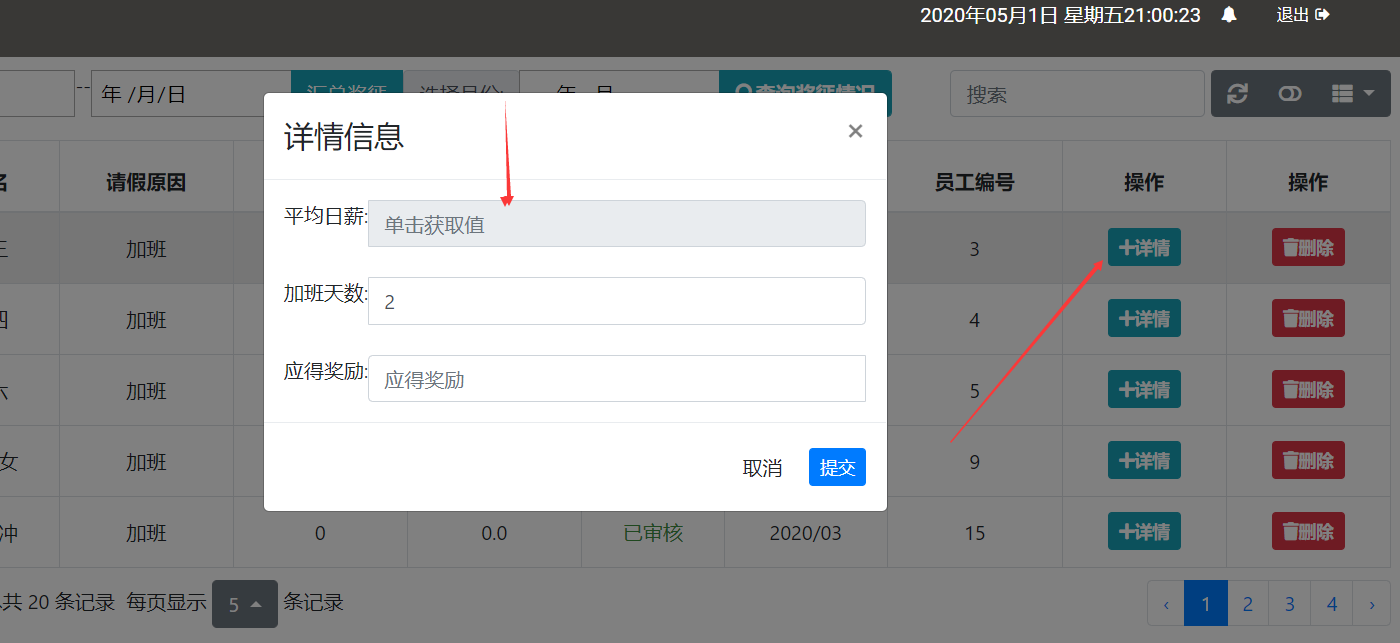 2020年05月1日 星期五21:00:23 退出
-- 年 /月/日 汇总奖惩 选择月份: 年 月 查询奖惩情况 搜索
详情信息 ×
名 请假原因 员工编号 操作 操作
平均日薪: 单击获取值
加班 3 详情 删除
加班天数: 2
四 加班 4 详情 删除
应得奖励: 应得奖励
六 加班 5 详情 删除
女 加班 9 详情 删除
取消 提交
冲 加班 0 0.0 已审核 2020/03 15 详情 删除
共 20 条记录 每页显示 5 条记录 ‹ 1 2 3 4 ›